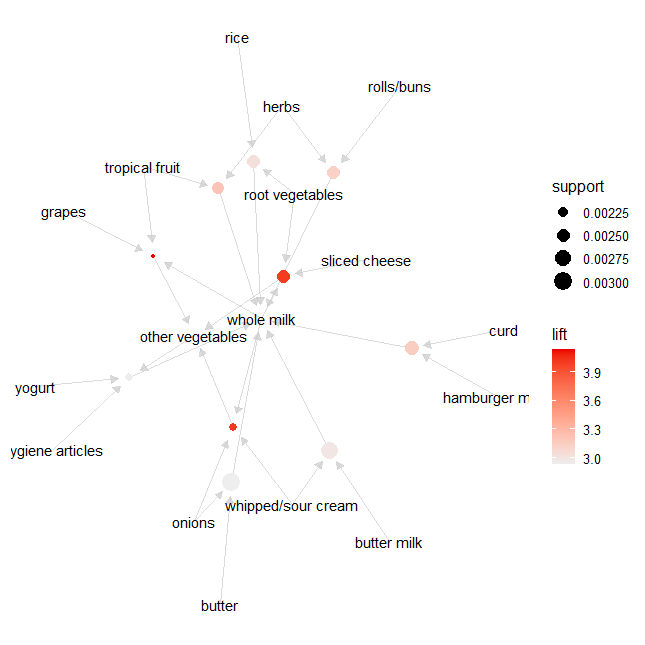 rice
rolls/buns
herbs
tropical fruit
root vegetables
grapes
sliced cheese
whole milk
other vegetables
curd
yogurt
hamburger m
ygiene articles
whipped/sour cream
onions
butter milk
butter
support
0.00225
0.00250
0.00275
0.00300
lift
3.9
3.6
3.3
3.0